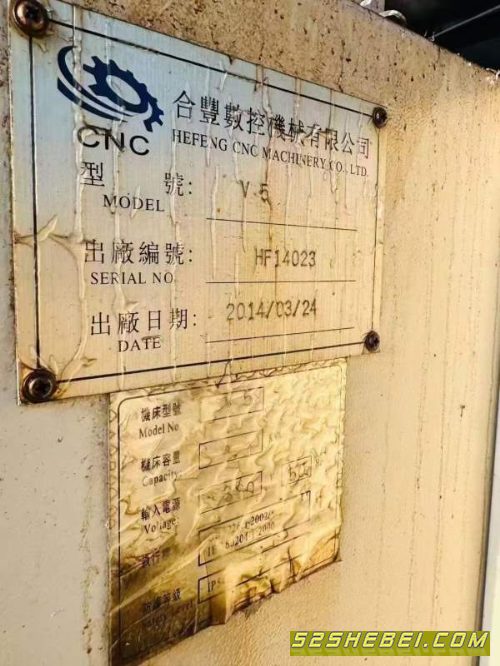 CNC
合豐數控機械有限公司
HEFENG CNC MACHINERY CO., LTD.
型 號: V.5
MODEL
出廠編號: HF14023
SERIAL NO.
出廠日期: 2014/03/24
DATE
機床型號
Model No
機床容量
Capacity
輸入電源
Voltage
52SHEBEI.COM